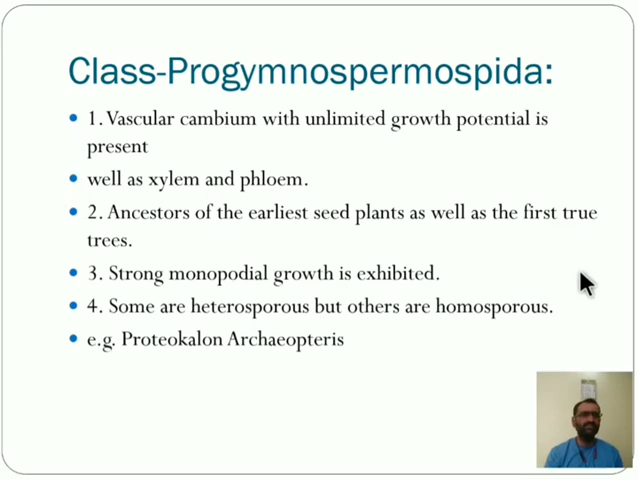 Class-Progymnospermospida:
• 1. Vascular cambium with unlimited growth potential is
present
• well as xylem and phloem.
• 2. Ancestors of the earliest seed plants as well as the first true
trees.
• 3. Strong monopodial growth is exhibited.
• 4. Some are heterosporous but others are homosporous.
• e.g. Proteokalon Archaeopteris